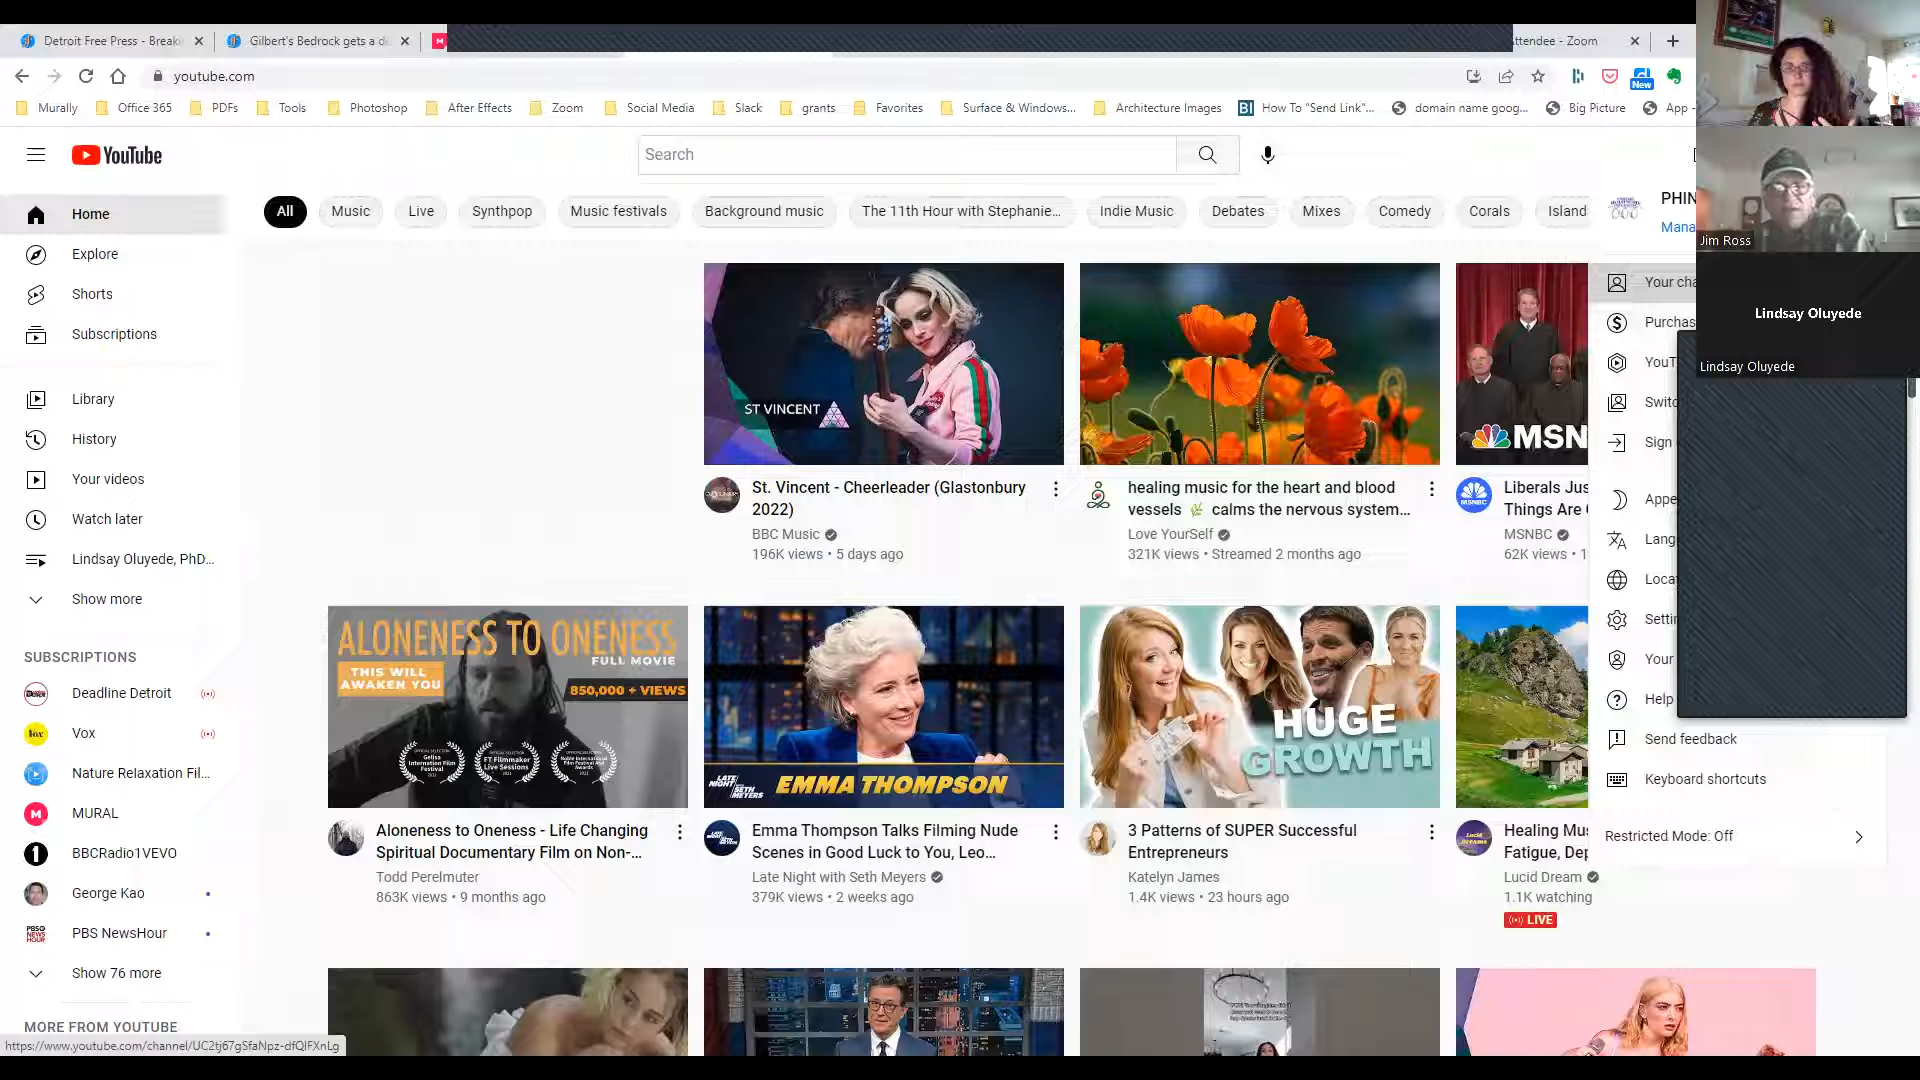 Detroit Free Press - Breaki
Gilbert's Bedrock gets a d
ttendee - Zoom
youtube.com
New
Murally
Office 365
PDFs
Tools
Photoshop
After Effects
Zoom
Social Media
Slack
grants
Favorites
Surface & Windows...
Architecture Images
How To "Send Link"...
domain name goog...
Big Picture
App
YouTube
Search
Home
Explore
Shorts
Subscriptions
Library
History
Your videos
Watch later
Lindsay Oluyede, PhD...
Show more
SUBSCRIPTIONS
Deadline Detroit
Vox
Nature Relaxation Fil...
MURAL
BBCRadio1VEVO
George Kao
PBS NewsHour
Show 76 more
MORE FROM YOUTUBE
https://www.youtube.com/channel/UC2tj67gSfaNpz-dfQlFXnLg
All
Music
Live
Synthpop
Music festivals
Background music
The 11th Hour with Stephanie...
Indie Music
Debates
Mixes
Comedy
Corals
Island
ST VINCENT
St. Vincent - Cheerleader (Glastonbury
2022)
BBC Music
196K views • 5 days ago
healing music for the heart and blood
vessels 🌿 calms the nervous system...
Love YourSelf
321K views • Streamed 2 months ago
MSN
Liberals Jus
Things Are
MSNBC
62K views • 1
ALONENESS TO ONENESS
FULL MOVIE
THIS WILL
AWAKEN YOU
850,000 + VIEWS
Aloneness to Oneness - Life Changing
Spiritual Documentary Film on Non-...
Todd Perelmuter
863K views • 9 months ago
LATE
NIGHT
SETH
MEYERS
EMMA THOMPSON
Emma Thompson Talks Filming Nude
Scenes in Good Luck to You, Leo...
Late Night with Seth Meyers
379K views • 2 weeks ago
HUGE
GROWTH
3 Patterns of SUPER Successful
Entrepreneurs
Katelyn James
1.4K views • 23 hours ago
Healing Mus
Fatigue, Dep
Lucid Dream
1.1K watching
LIVE
PHIN
Mana
Your cha
Purchas
YouT
Switc
Sign
Appe
Lang
Loca
Settin
Your
Help
Send feedback
Keyboard shortcuts
Restricted Mode: Off
Jim Ross
Lindsay Oluyede
Lindsay Oluyede